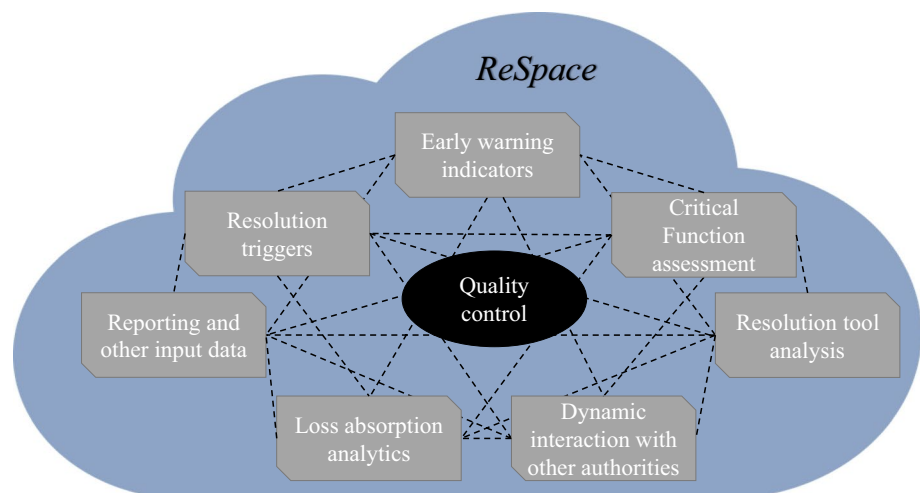 ReSpace
Early warning
indicators
Resolution
triggers
Critical
Function
assessment
Quality
control
Reporting and
other input data
Resolution tool
analysis
Loss absorption
analytics
Dynamic
interaction with
other authorities